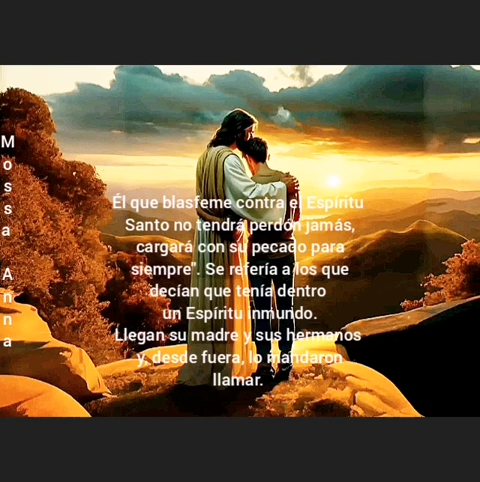 Mossa Anna
Él que blasfeme contra el Espíritu
Santo no tendrá perdón jamás,
cargará con su pecado para
siempre". Se refería a los que
decían que tenía dentro
un Espíritu inmundo.
Llegan su madre y sus hermanos
y, desde fuera, lo mandaron
llamar.